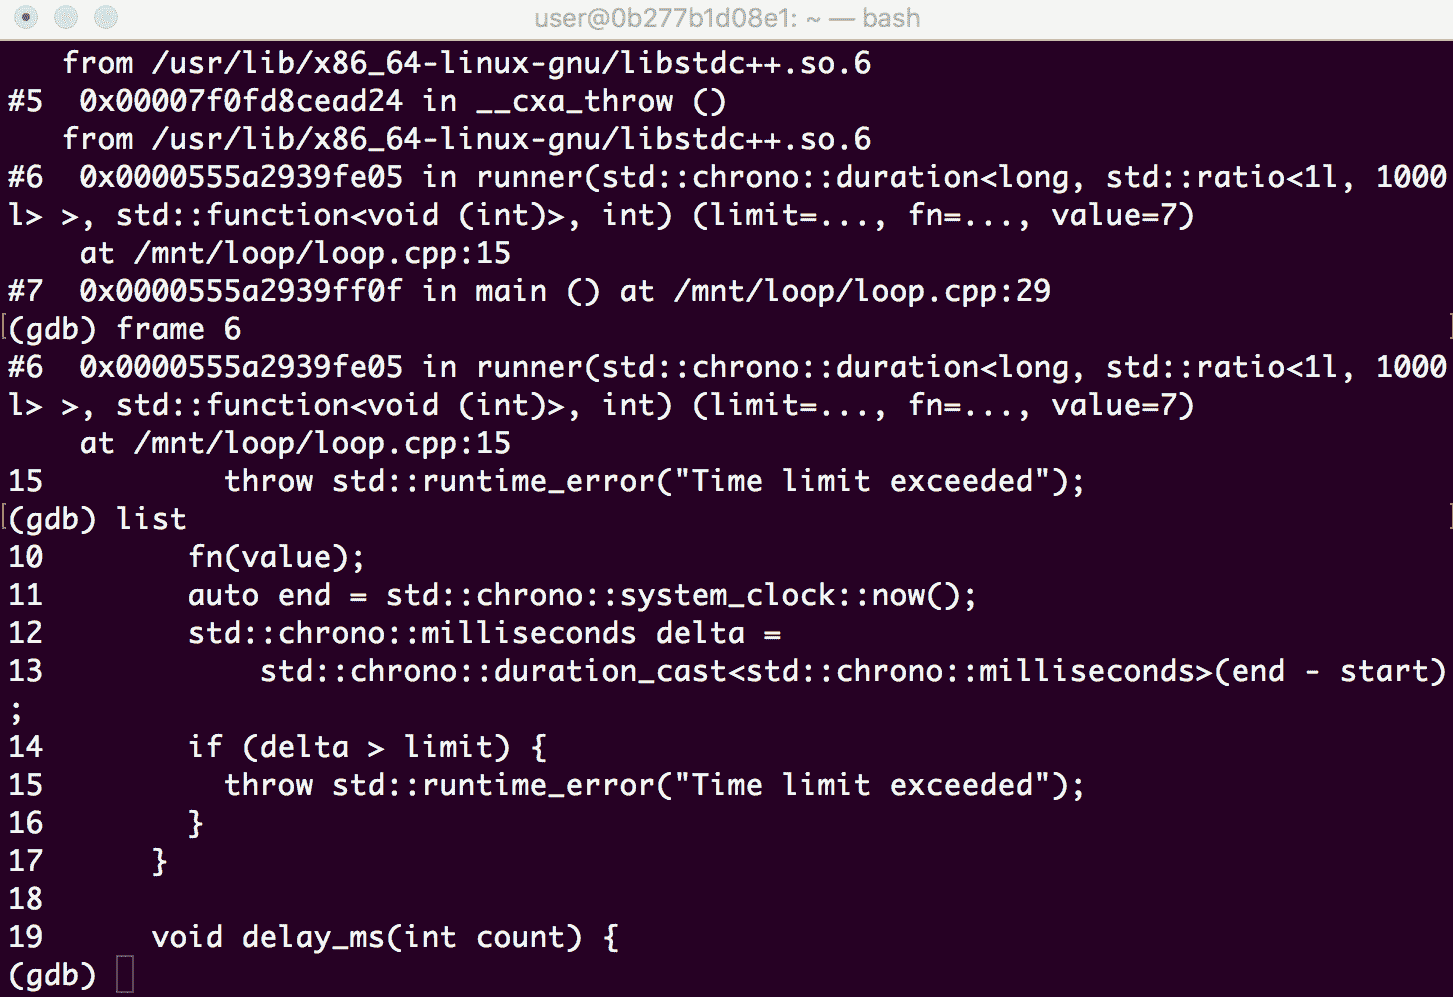 user@0b277b1d08e1: ~ — bash
from /usr/lib/x86_64-linux-gnu/libstdc++.so.6
#5  0x00007f0fd8cead24 in __cxa_throw ()
from /usr/lib/x86_64-linux-gnu/libstdc++.so.6
#6  0x0000555a2939fe05 in runner(std::chrono::duration<long, std::ratio<1l, 1000
l> >, std::function<void (int)>, int) (limit=..., fn=..., value=7)
at /mnt/loop/loop.cpp:15
#7  0x0000555a2939ff0f in main () at /mnt/loop/loop.cpp:29
[(gdb) frame 6 ]
#6  0x0000555a2939fe05 in runner(std::chrono::duration<long, std::ratio<1l, 1000
l> >, std::function<void (int)>, int) (limit=..., fn=..., value=7)
at /mnt/loop/loop.cpp:15
15          throw std::runtime_error("Time limit exceeded");
[(gdb) list ]
10        fn(value);
11        auto end = std::chrono::system_clock::now();
12        std::chrono::milliseconds delta =
13            std::chrono::duration_cast<std::chrono::milliseconds>(end - start)
;
14        if (delta > limit) {
15          throw std::runtime_error("Time limit exceeded");
16        }
17      }
18
19      void delay_ms(int count) {
(gdb)